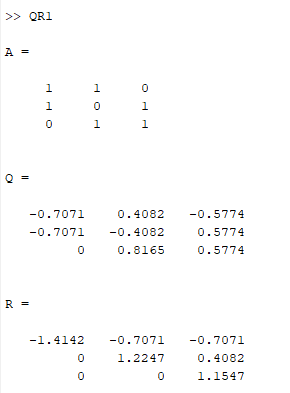 >> QR1
A =
1 1 0
1 0 1
0 1 1
Q =
-0.7071 0.4082 -0.5774
-0.7071 -0.4082 0.5774
0 0.8165 0.5774
R =
-1.4142 -0.7071 -0.7071
0 1.2247 0.4082
0 0 1.1547